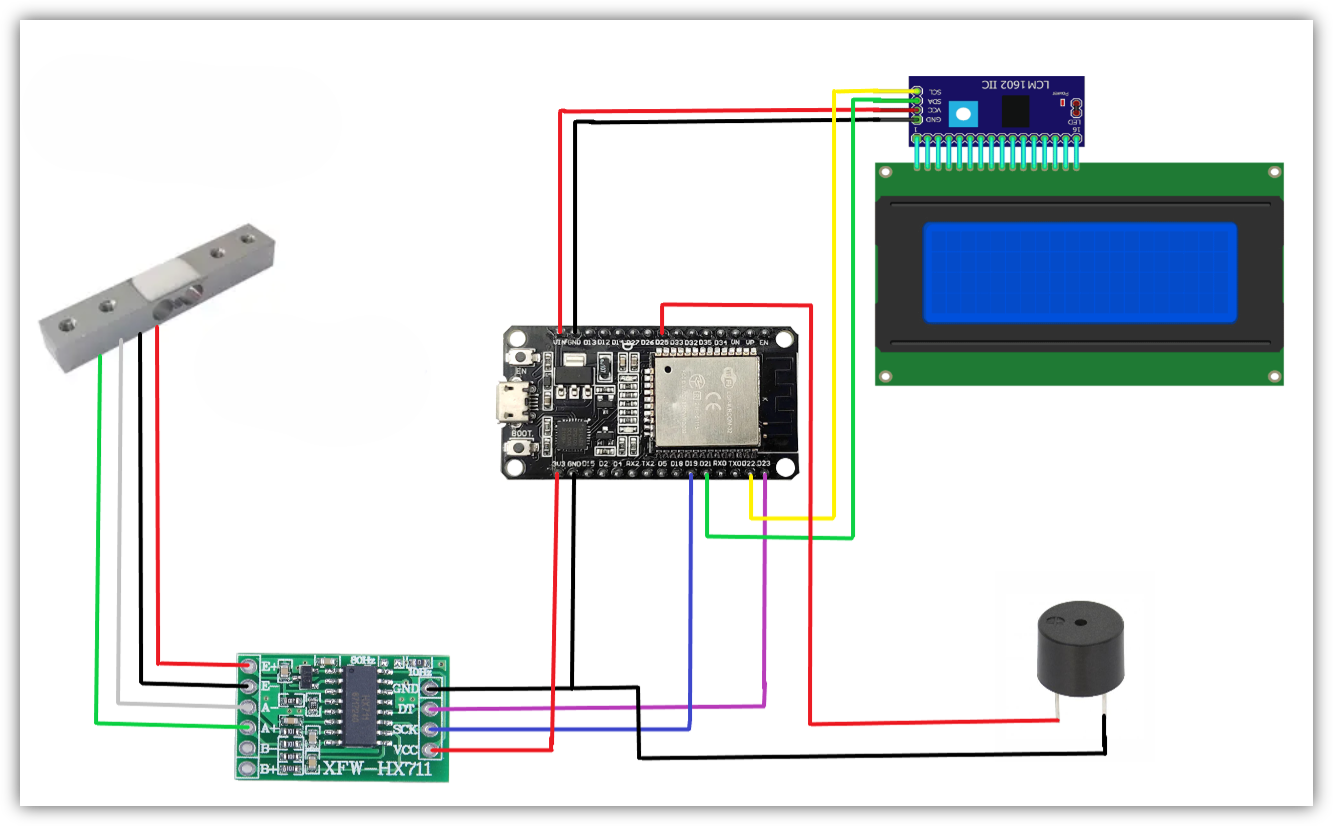 LCM1602 IIC
Power
SCL
SDA
VCC
GND
LED
1
16
VIN GND D13 D12 D14 D27 D26 D25 D33 D32 D35 D34 VN VP EN
EN
BOOT
CE
3V3 GND D15 D2 D4 RX2 TX2 D5 D18 D19 D21 RX0 TX0 D22 D23
80Hz
10Hz
E+
E-
A-
A+
B-
B+
HX711
GND
DT
SCK
VCC
XFW-HX711